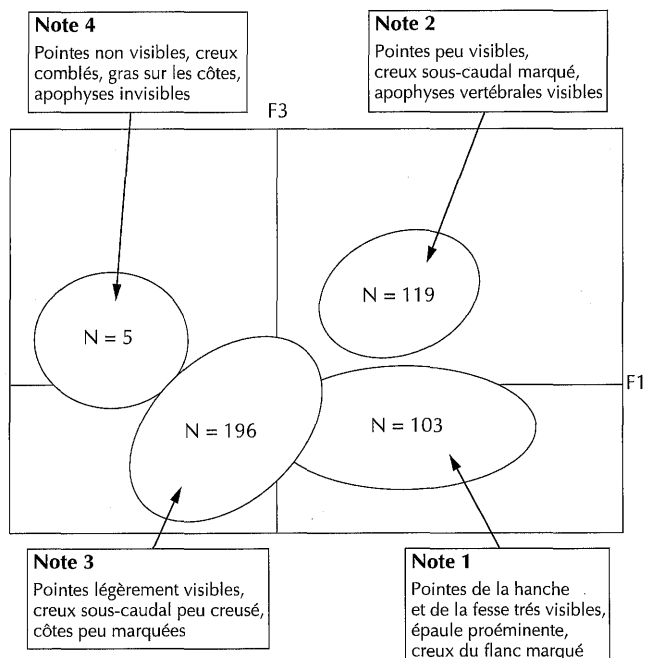 Note 4
Pointes non visibles, creux
comblés, gras sur les côtes,
apophyses invisibles
Note 2
Pointes peu visibles,
creux sous-caudal marqué,
apophyses vertébrales visibles
F3
N = 119
N = 5
F1
N = 196
N = 103
Note 3
Pointes légèrement visibles,
creux sous-caudal peu creusé,
côtes peu marquées
Note 1
Pointes de la hanche
et de la fesse trés visibles,
épaule proéminente,
creux du flanc marqué